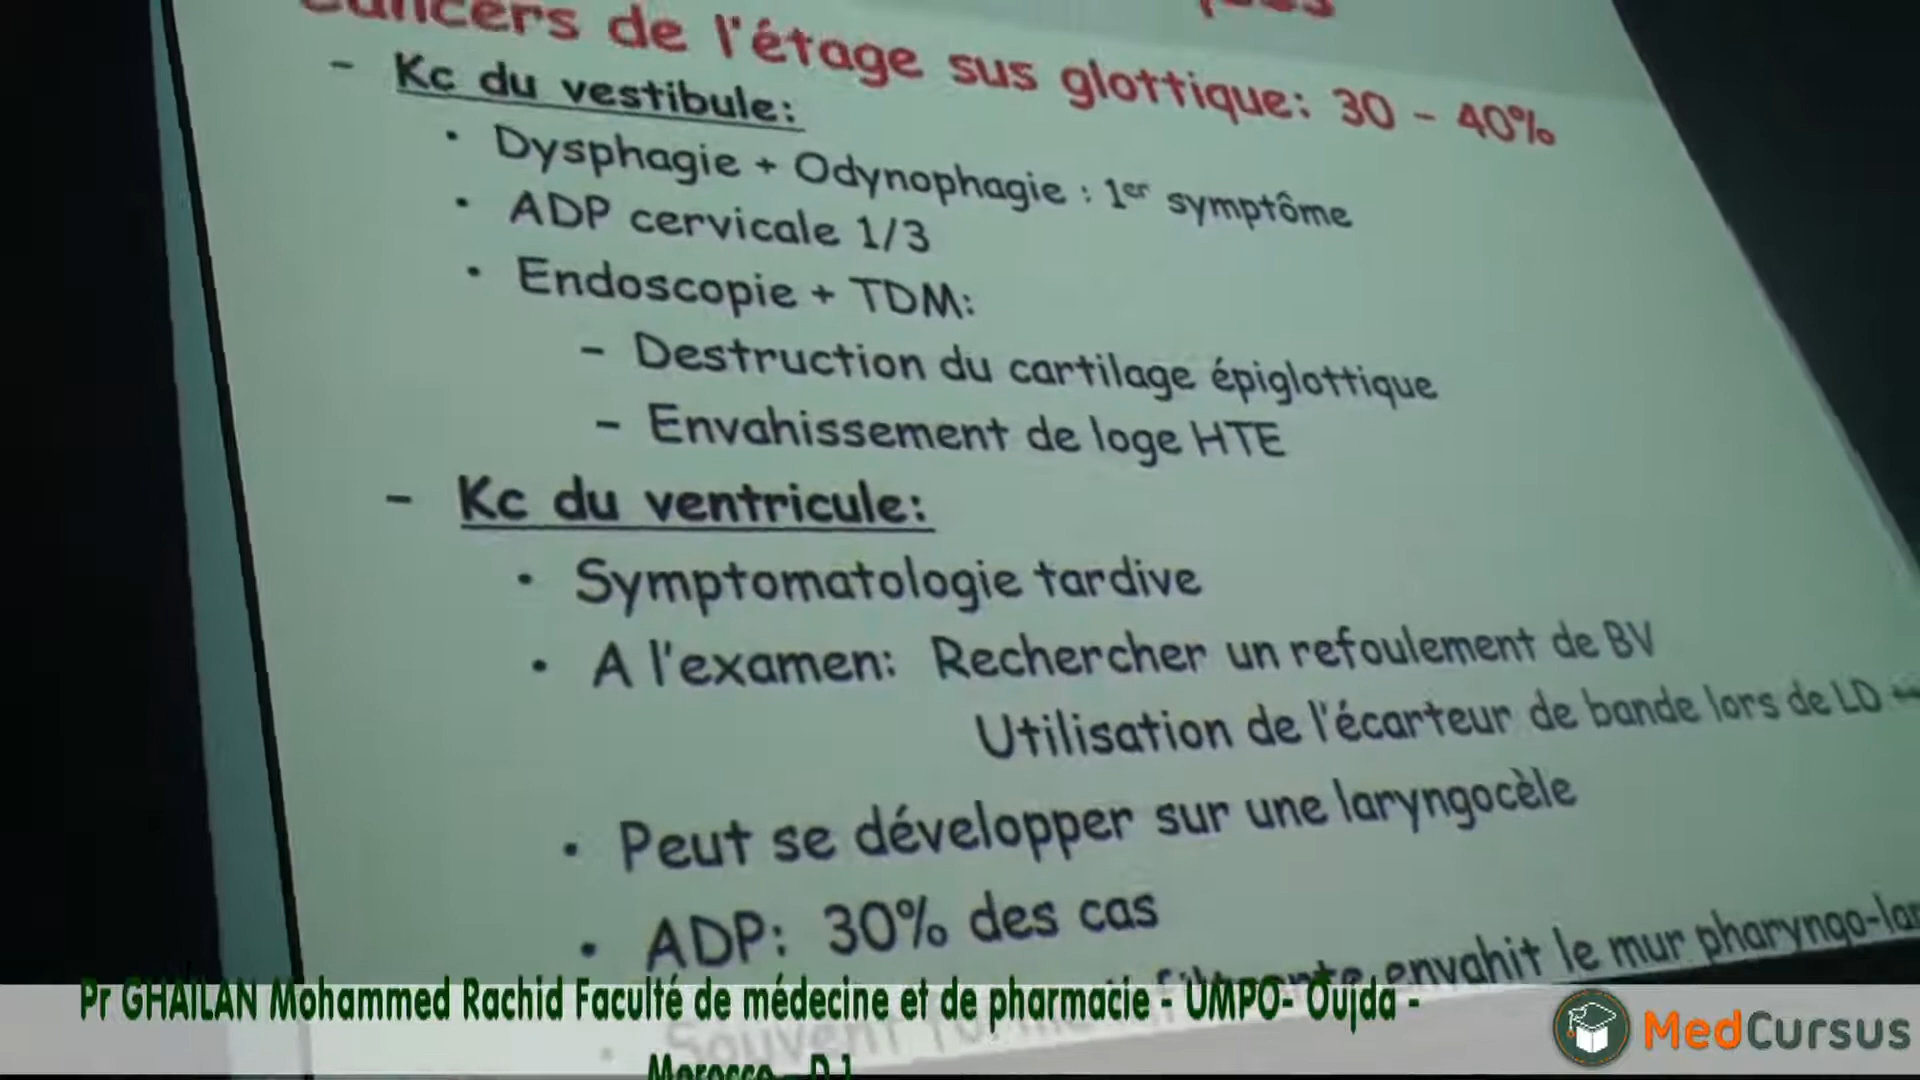 Cancers de l'étage sus glottique: 30 - 40%
- Kc du vestibule:
• Dysphagie + Odynophagie : 1er symptôme
• ADP cervicale 1/3
• Endoscopie + TDM:
- Destruction du cartilage épiglottique
- Envahissement de loge HTE
- Kc du ventricule:
• Symptomatologie tardive
• A l'examen: Rechercher un refoulement de BV
Utilisation de l'écarteur de bande lors de LD
• Peut se développer sur une laryngocèle
• ADP: 30% des cas
• Souvent envahit le mur pharyngo-lar
Pr GHAILAN Mohammed Rachid Faculté de médecine et de pharmacie - UMPO- Oujda -
Morocco
MedCursus